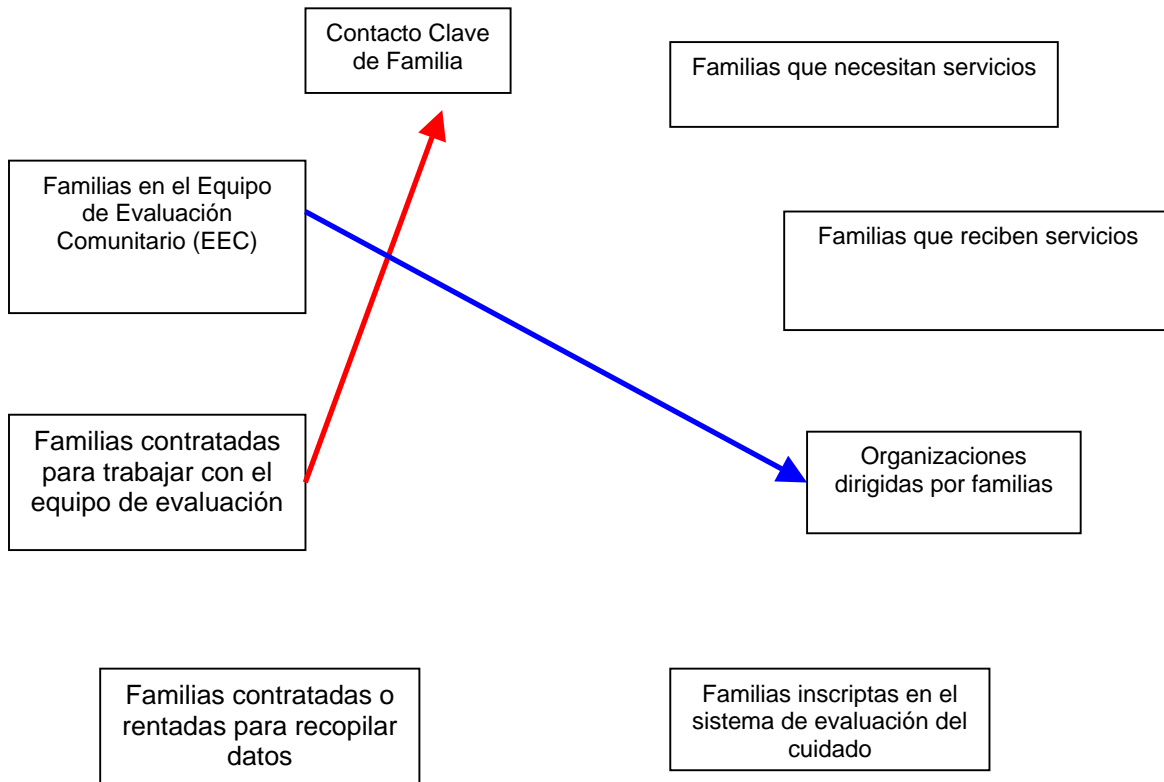 Contacto Clave
de Familia
Familias que necesitan servicios
Familias en el Equipo
de Evaluación
Comunitario (EEC)
Familias que reciben servicios
Familias contratadas
para trabajar con el
equipo de evaluación
Organizaciones
dirigidas por familias
Familias contratadas o
rentadas para recopilar
datos
Familias inscriptas en el
sistema de evaluación del
cuidado